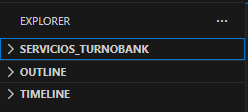 EXPLORER ...
SERVICIOS_TURNOBANK
OUTLINE
TIMELINE